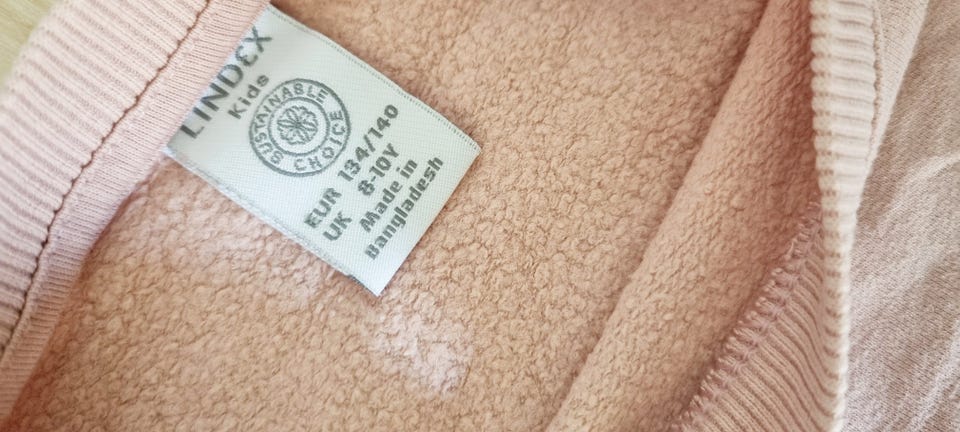 LINDEX
Kids
SUSTAINABLE
CHOICE
EUR 134/140
UK 8-10Y
Made in
Bangladesh